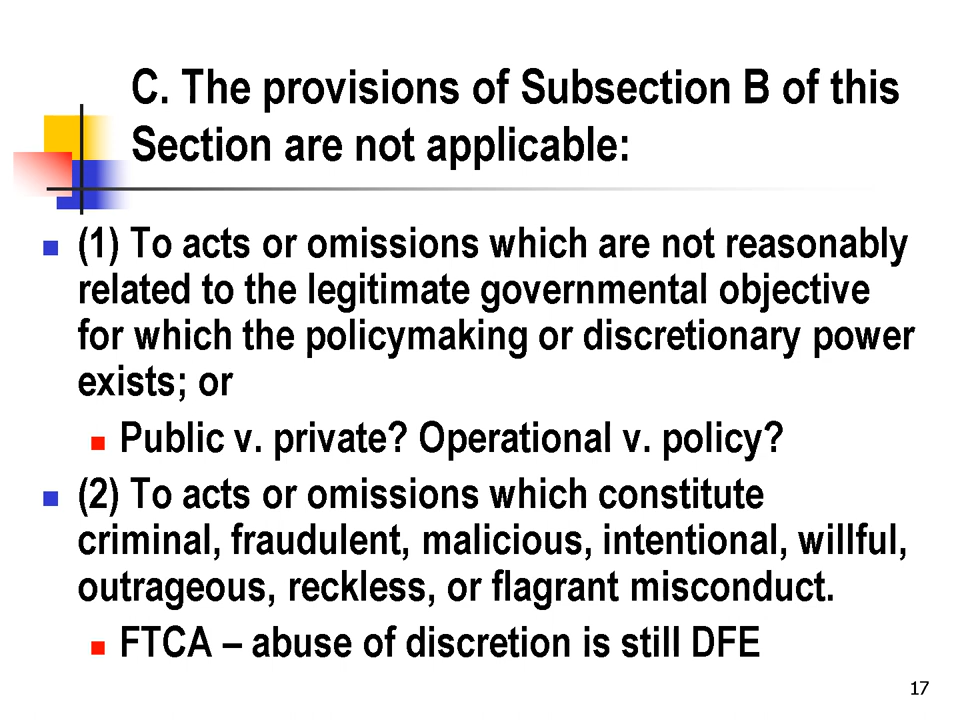 C. The provisions of Subsection B of this
Section are not applicable:
(1) To acts or omissions which are not reasonably
related to the legitimate governmental objective
for which the policymaking or discretionary power
exists; or
Public v. private? Operational v. policy?
(2) To acts or omissions which constitute
criminal, fraudulent, malicious, intentional, willful,
outrageous, reckless, or flagrant misconduct.
FTCA – abuse of discretion is still DFE
17